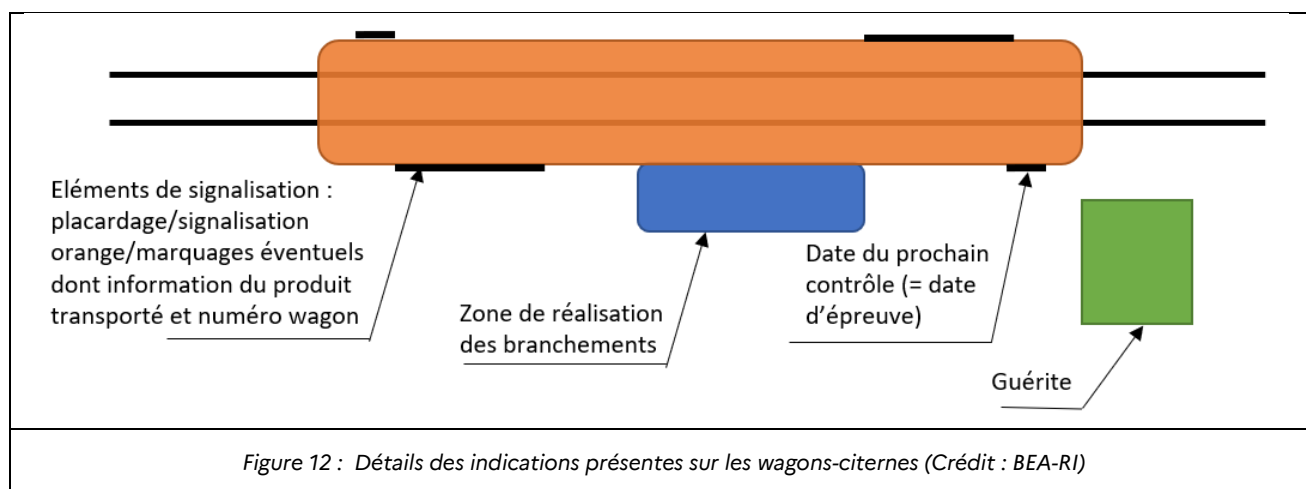 Eléments de signalisation :
placardage/signalisation
orange/marquages éventuels
dont information du produit
transporté et numéro wagon
Zone de réalisation
des branchements
Date du prochain
contrôle (= date
d'épreuve)
Guérite
Figure 12 : Détails des indications présentes sur les wagons-citernes (Crédit : BEA-RI)